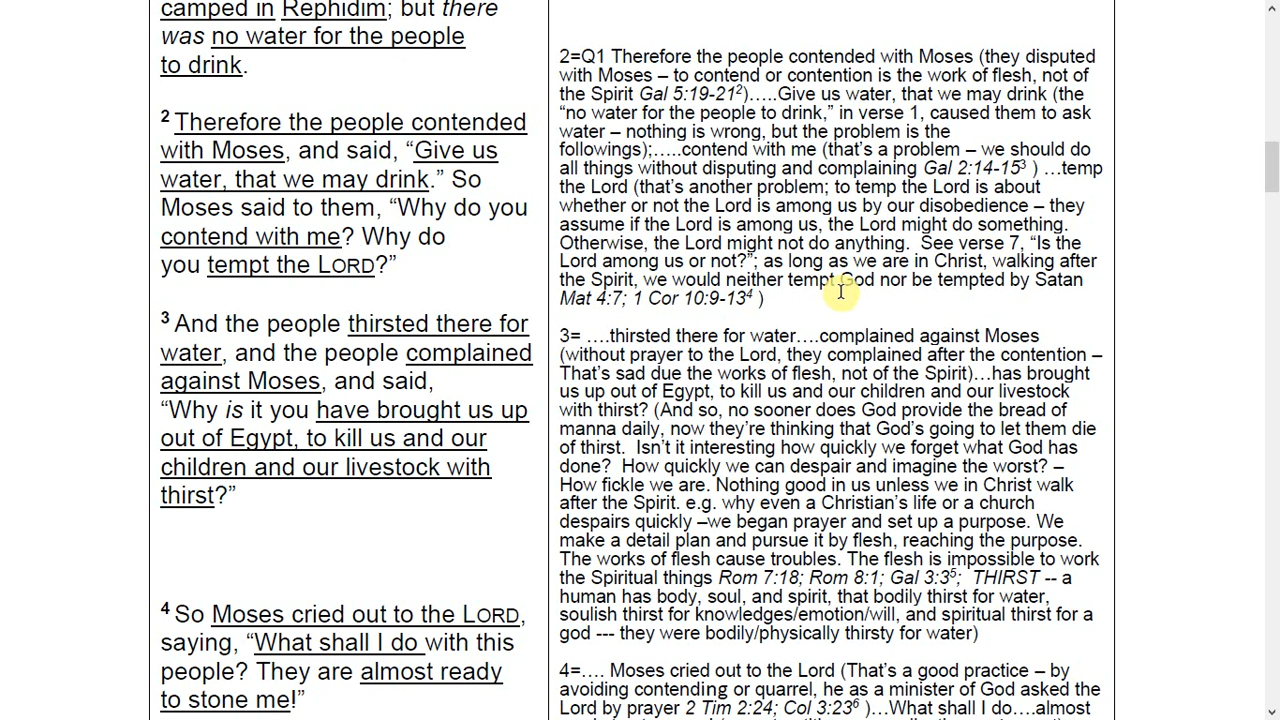 camped in Rephidim; but there
was no water for the people
to drink.
2 Therefore the people contended
with Moses, and said, “Give us
water, that we may drink.” So
Moses said to them, “Why do you
contend with me? Why do
you tempt the LORD?”
3 And the people thirsted there for
water, and the people complained
against Moses, and said,
“Why is it you have brought us up
out of Egypt, to kill us and our
children and our livestock with
thirst?”
4 So Moses cried out to the LORD,
saying, “What shall I do with this
people? They are almost ready
to stone me!”
2=Q1 Therefore the people contended with Moses (they disputed
with Moses – to contend or contention is the work of flesh, not of
the Spirit Gal 5:19-212)…..Give us water, that we may drink (the
“no water for the people to drink,” in verse 1, caused them to ask
water – nothing is wrong, but the problem is the
followings);…..contend with me (that’s a problem – we should do
all things without disputing and complaining Gal 2:14-153 ) …temp
the Lord (that’s another problem; to temp the Lord is about
whether or not the Lord is among us by our disobedience – they
assume if the Lord is among us, the Lord might do something.
Otherwise, the Lord might not do anything.  See verse 7, “Is the
Lord among us or not?”; as long as we are in Christ, walking after
the Spirit, we would neither tempt God nor be tempted by Satan
Mat 4:7; 1 Cor 10:9-134 )
3= ….thirsted there for water….complained against Moses
(without prayer to the Lord, they complained after the contention –
That’s sad due the works of flesh, not of the Spirit)…has brought
us up out of Egypt, to kill us and our children and our livestock
with thirst? (And so, no sooner does God provide the bread of
manna daily, now they’re thinking that God’s going to let them die
of thirst.  Isn’t it interesting how quickly we forget what God has
done?  How quickly we can despair and imagine the worst? –
How fickle we are. Nothing good in us unless we in Christ walk
after the Spirit. e.g. why even a Christian’s life or a church
despairs quickly –we began prayer and set up a purpose. We
make a detail plan and pursue it by flesh, reaching the purpose.
The works of flesh cause troubles. The flesh is impossible to work
the Spiritual things Rom 7:18; Rom 8:1; Gal 3:35;  THIRST -- a
human has body, soul, and spirit, that bodily thirst for water,
soulish thirst for knowledges/emotion/will, and spiritual thirst for a
god --- they were bodily/physically thirsty for water)
4=…. Moses cried out to the Lord (That’s a good practice – by
avoiding contending or quarrel, he as a minister of God asked the
Lord by prayer 2 Tim 2:24; Col 3:236 )…What shall I do….almost